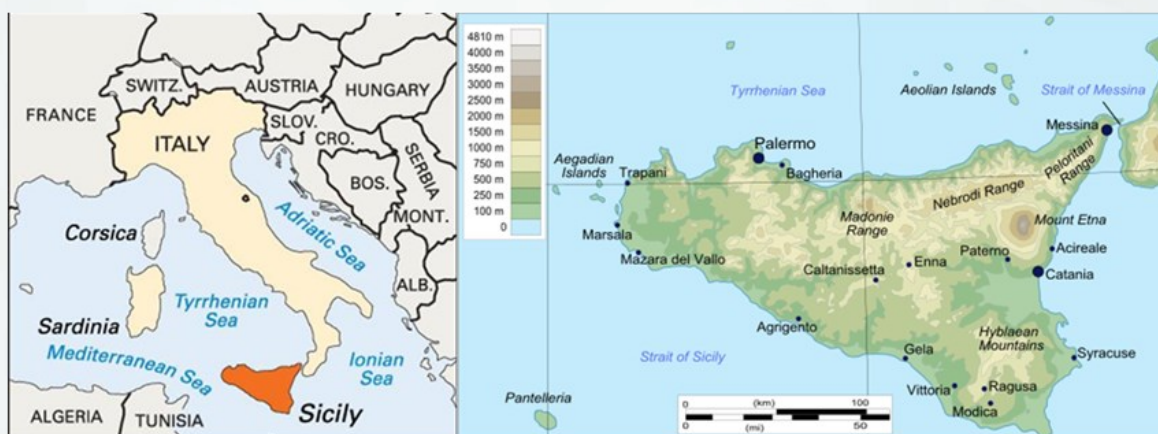 FRANCE
SWITZ.
AUSTRIA
HUNGARY
SLOV.
CRO.
ITALY
BOS.
SERBIA
MONT.
ALB.
Corsica
Adriatic Sea
Tyrrhenian
Sea
Sardinia
Mediterranean Sea
Ionian
Sea
Sicily
ALGERIA
TUNISIA
4810 m
4000 m
3500 m
3000 m
2500 m
2000 m
1500 m
1000 m
750 m
500 m
250 m
100 m
0
Tyrrhenian Sea
Aeolian Islands
Strait of Messina
Messina
Palermo
Bagheria
Aegadian
Islands
Trapani
Peloritani
Range
Nebrodi Range
Madonie
Range
Mount Etna
Marsala
Mazara del Vallo
Caltanissetta
Enna
Paterno
Acireale
Catania
Agrigento
Hyblaean
Mountains
Strait of Sicily
Gela
Syracuse
Vittoria
Ragusa
Modica
Pantelleria
0 (km) 100
0 (mi) 50